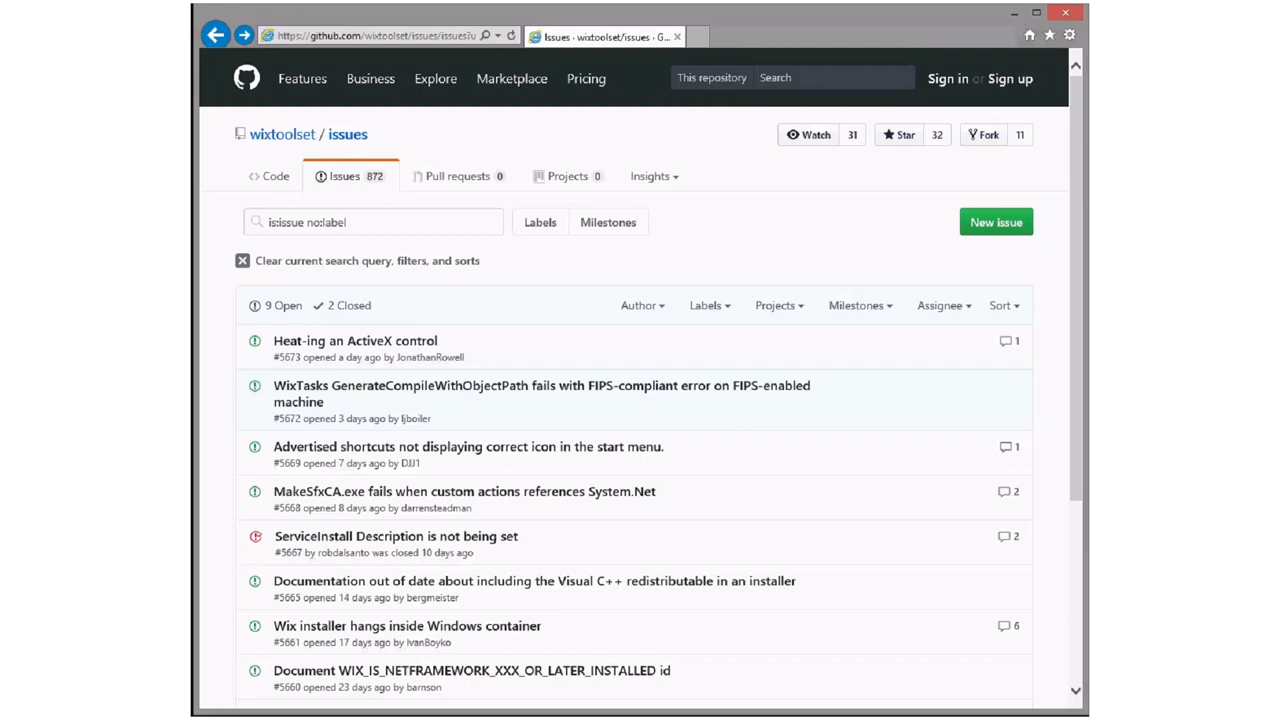 https://github.com/wixtoolset/issues/issues?u
Issues · wixtoolset/issues · G...
Features Business Explore Marketplace Pricing This repository Search Sign in or Sign up
wixtoolset / issues Watch 31 Star 32 Fork 11
Code Issues 872 Pull requests 0 Projects 0 Insights
is:issue no:label Labels Milestones New issue
Clear current search query, filters, and sorts
9 Open 2 Closed Author Labels Projects Milestones Assignee Sort
Heat-ing an ActiveX control 1
#5673 opened a day ago by JonathanRowell
WixTasks GenerateCompileWithObjectPath fails with FIPS-compliant error on FIPS-enabled
machine
#5672 opened 3 days ago by ljboiler
Advertised shortcuts not displaying correct icon in the start menu. 1
#5669 opened 7 days ago by DJJ1
MakeSfxCA.exe fails when custom actions references System.Net 2
#5668 opened 8 days ago by darrensteadman
ServiceInstall Description is not being set 2
#5667 by robdalsanto was closed 10 days ago
Documentation out of date about including the Visual C++ redistributable in an installer
#5665 opened 14 days ago by bergmeister
Wix installer hangs inside Windows container 6
#5661 opened 17 days ago by IvanBoyko
Document WIX_IS_NETFRAMEWORK_XXX_OR_LATER_INSTALLED id
#5660 opened 23 days ago by barnson